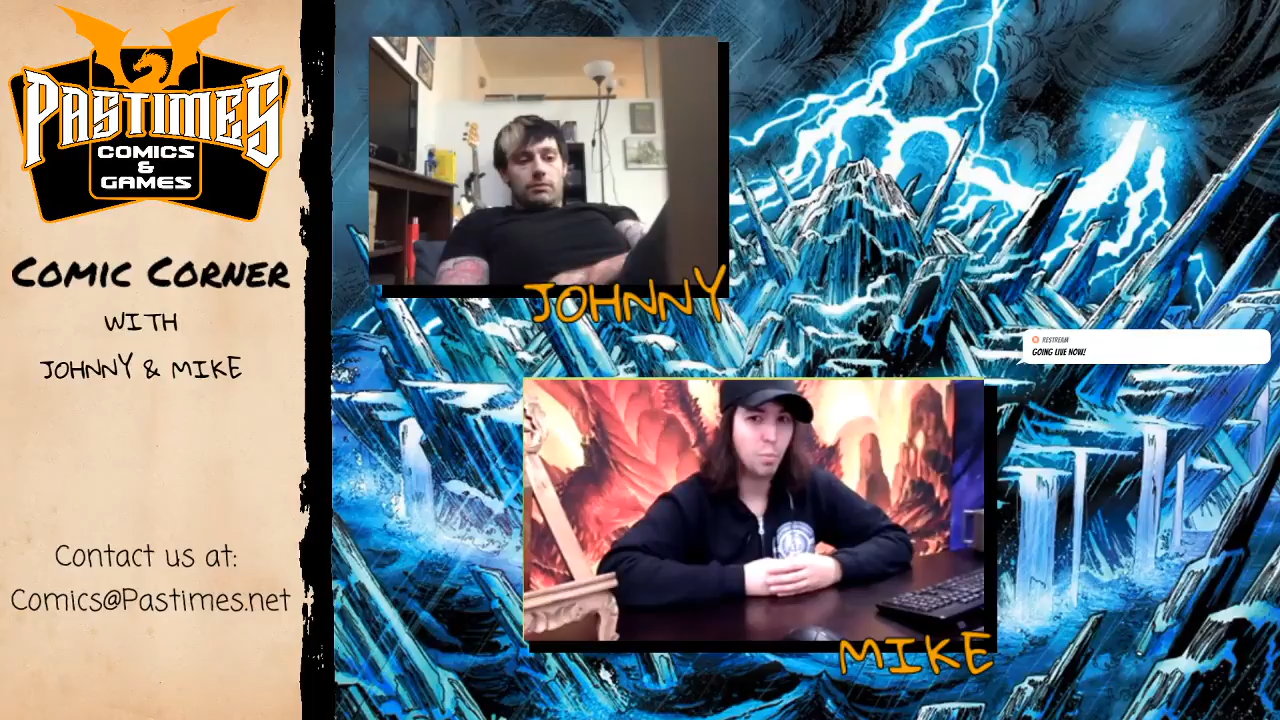 PASTIMES
COMICS
&
GAMES
COMIC CORNER
WITH
JOHNNY & MIKE
Contact us at:
Comics@Pastimes.net
JOHNNY
RESTREAM
GOING LIVE NOW!
MIKE